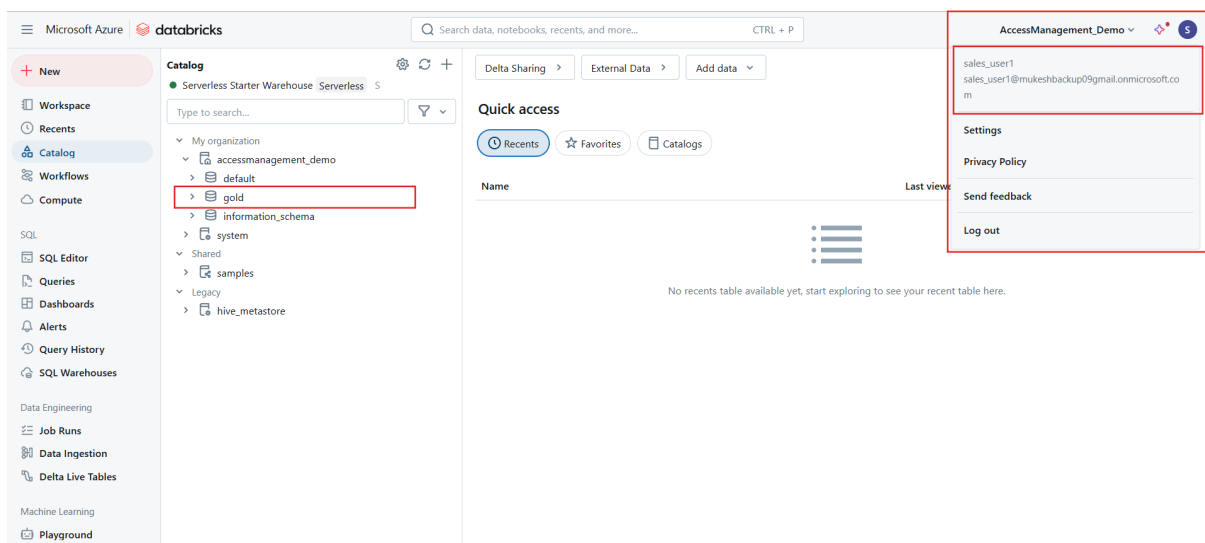 Microsoft Azure databricks
Search data, notebooks, recents, and more... CTRL + P
AccessManagement_Demo S
New
Workspace
Recents
Catalog
Workflows
Compute
SQL
SQL Editor
Queries
Dashboards
Alerts
Query History
SQL Warehouses
Data Engineering
Job Runs
Data Ingestion
Delta Live Tables
Machine Learning
Playground
Catalog
Serverless Starter Warehouse Serverless S
Type to search...
My organization
accessmanagement_demo
default
gold
information_schema
system
Shared
samples
Legacy
hive_metastore
Delta Sharing External Data Add data
Quick access
Recents Favorites Catalogs
Name Last viewe
No recents table available yet, start exploring to see your recent table here.
sales_user1
sales_user1@mukeshbackup09gmail.onmicrosoft.co
m
Settings
Privacy Policy
Send feedback
Log out